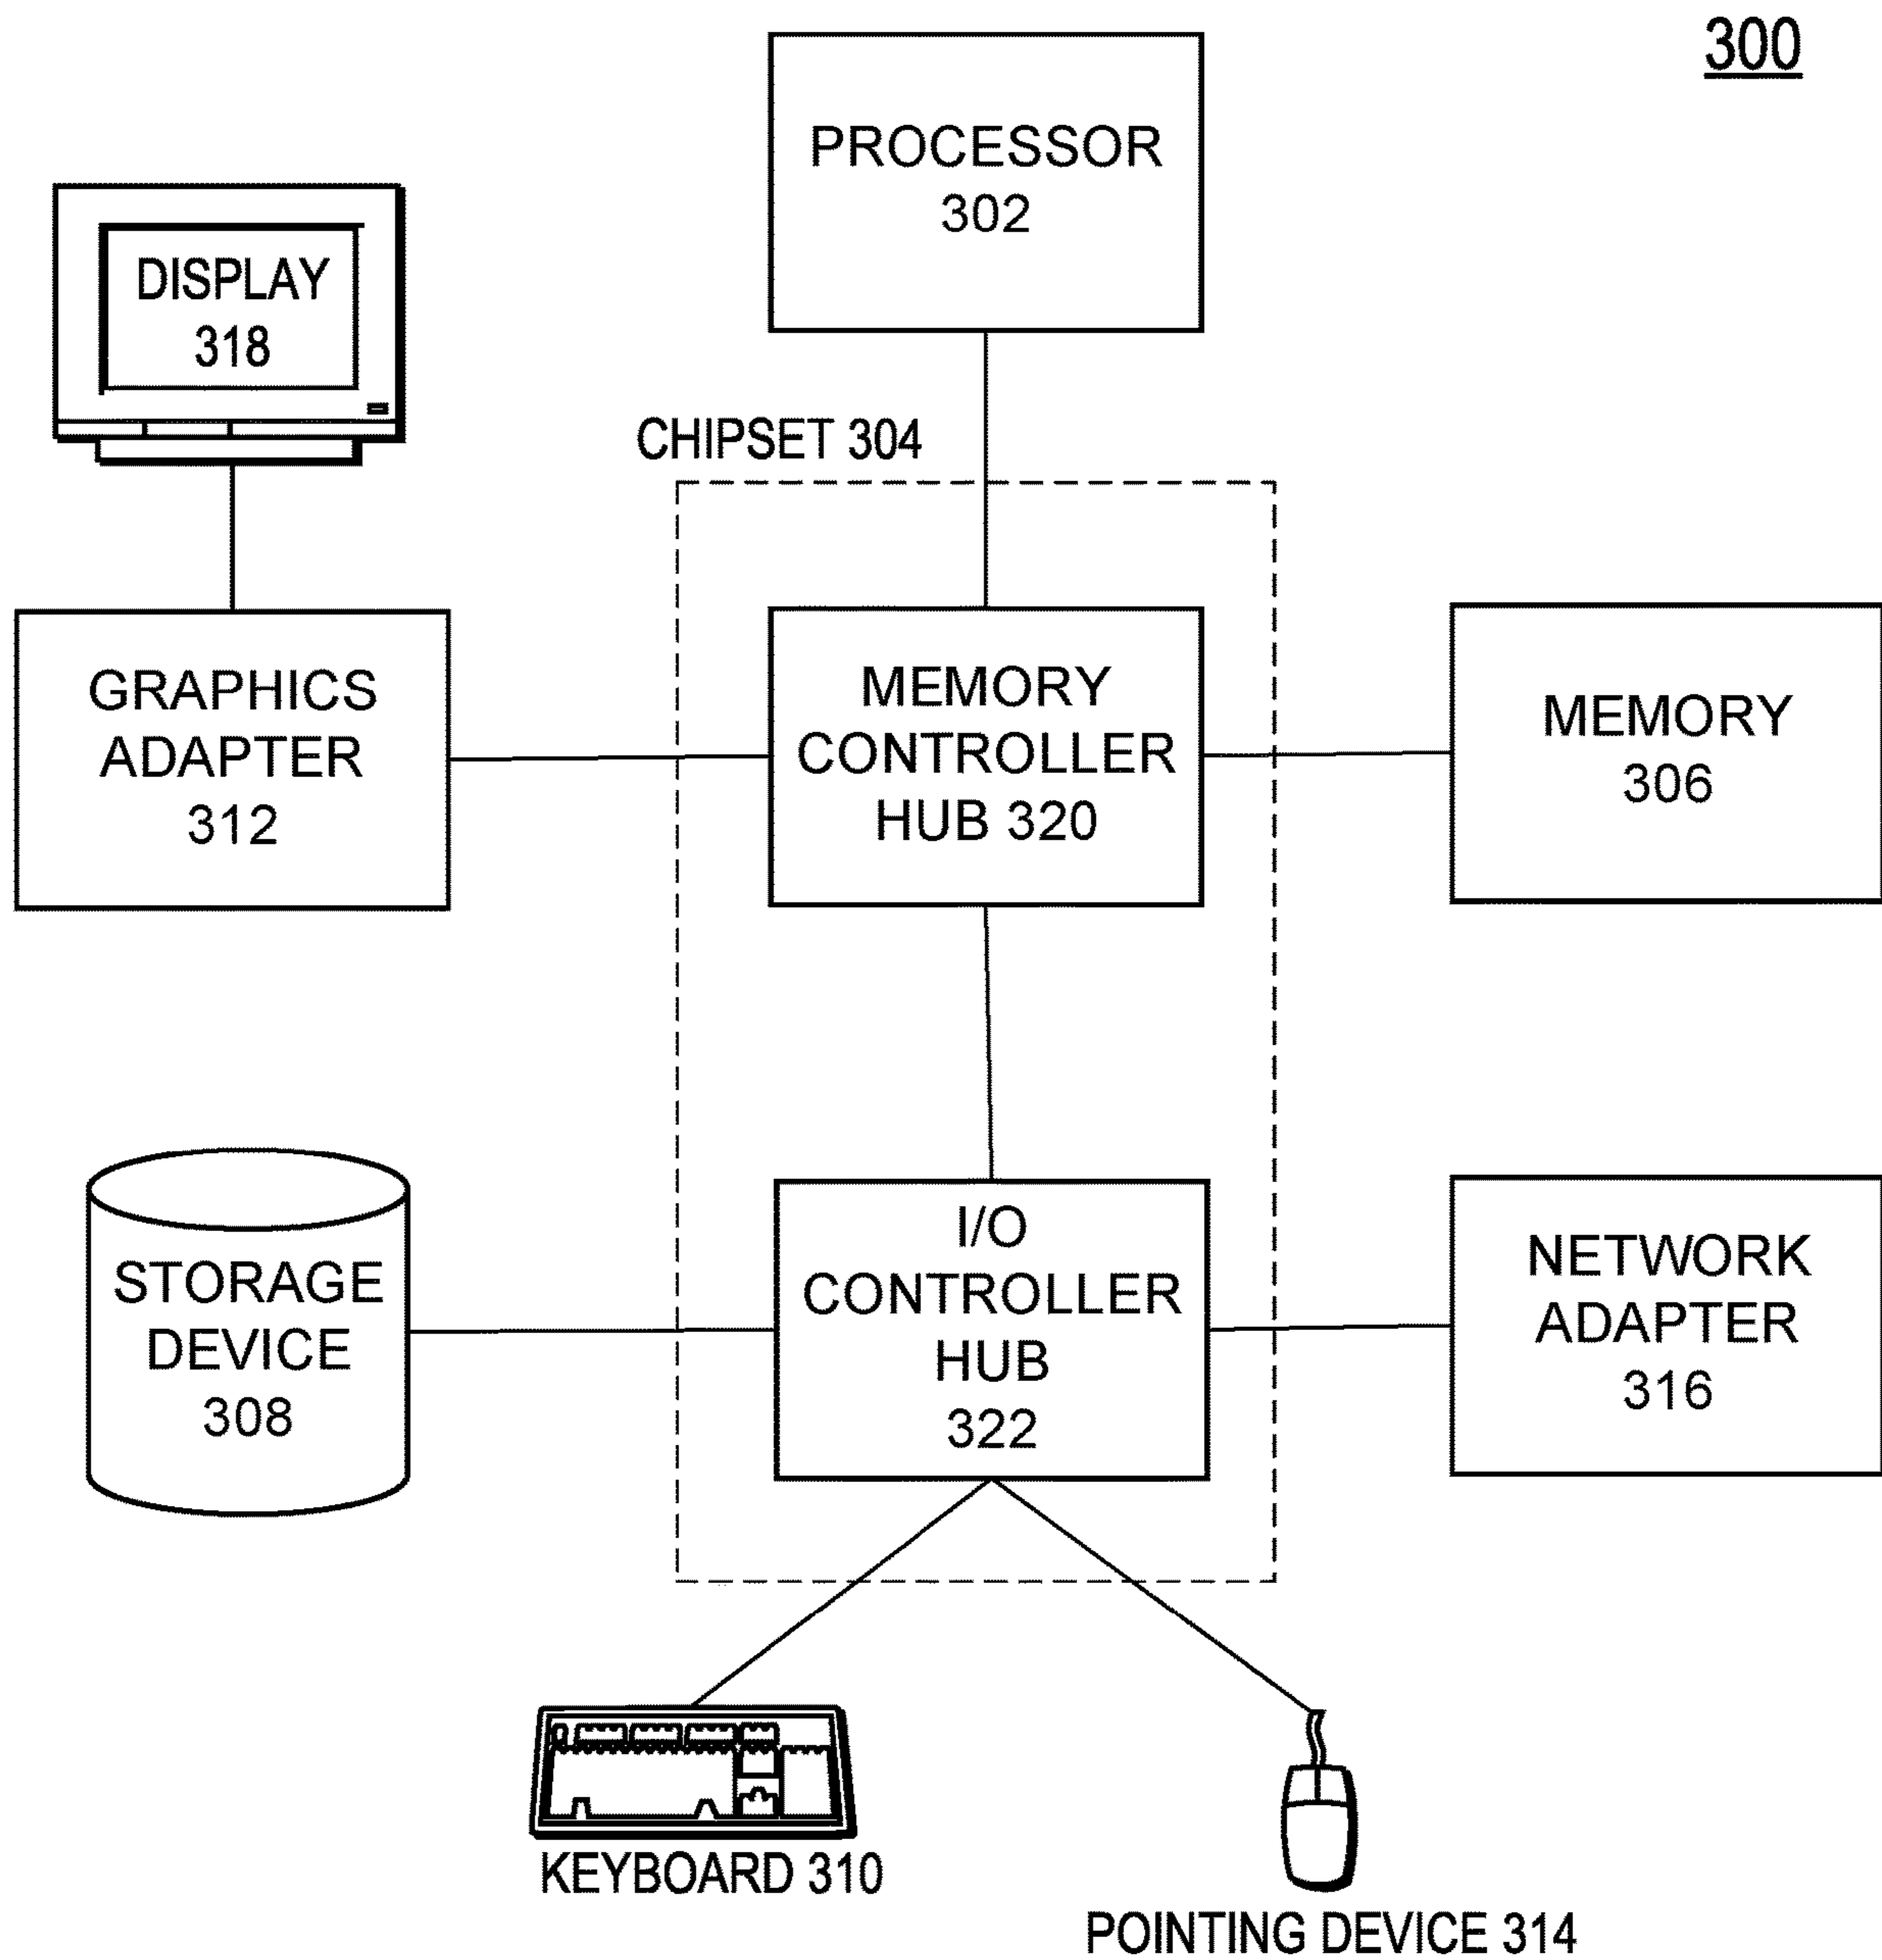 300
PROCESSOR
302
DISPLAY
318
CHIPSET 304
GRAPHICS
ADAPTER
312
MEMORY
CONTROLLER
HUB 320
MEMORY
306
STORAGE
DEVICE
308
I/O
CONTROLLER
HUB
322
NETWORK
ADAPTER
316
KEYBOARD 310
POINTING DEVICE 314